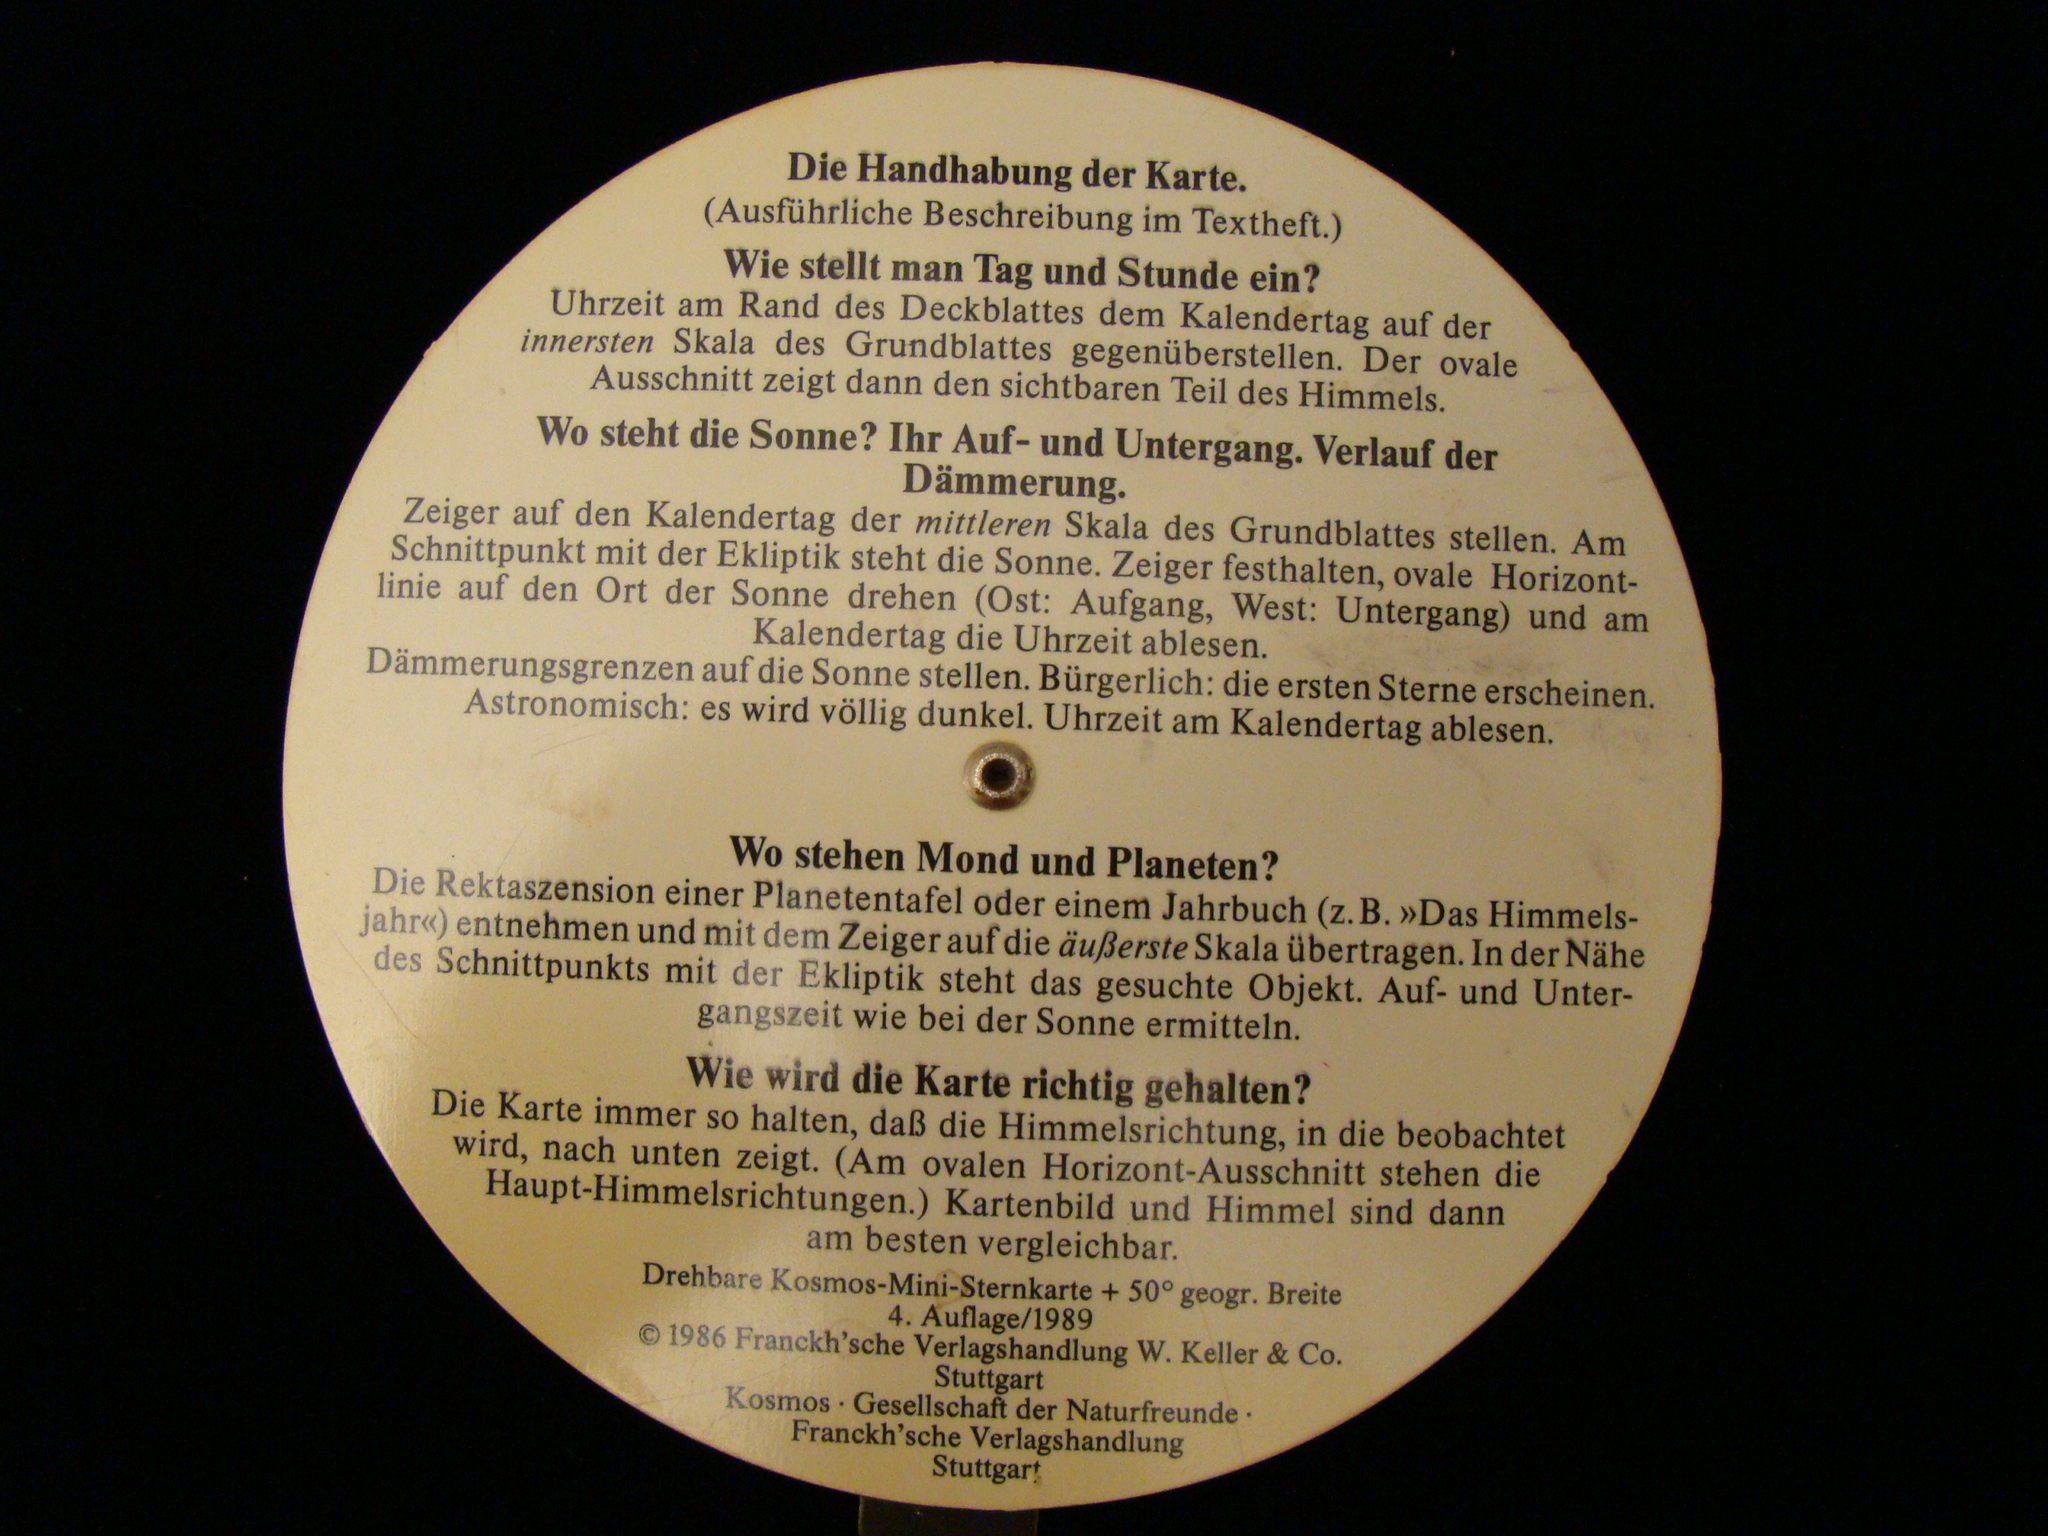 Die Handhabung der Karte.
(Ausführliche Beschreibung im Textheft.)
Wie stellt man Tag und Stunde ein?
Uhrzeit am Rand des Deckblattes dem Kalendertag auf der
innersten Skala des Grundblattes gegenüberstellen. Der ovale
Ausschnitt zeigt dann den sichtbaren Teil des Himmels.
Wo steht die Sonne? Ihr Auf- und Untergang. Verlauf der
Dämmerung.
Zeiger auf den Kalendertag der mittleren Skala des Grundblattes stellen. Am
Schnittpunkt mit der Ekliptik steht die Sonne. Zeiger festhalten, ovale Horizont-
linie auf den Ort der Sonne drehen (Ost: Aufgang, West: Untergang) und am
Kalendertag die Uhrzeit ablesen.
Dämmerungsgrenzen auf die Sonne stellen. Bürgerlich: die ersten Sterne erscheinen.
Astronomisch: es wird völlig dunkel. Uhrzeit am Kalendertag ablesen.
Wo stehen Mond und Planeten?
Die Rektaszension einer Planetentafel oder einem Jahrbuch (z. B. »Das Himmels-
jahr«) entnehmen und mit dem Zeiger auf die äußerste Skala übertragen. In der Nähe
des Schnittpunkts mit der Ekliptik steht das gesuchte Objekt. Auf- und Unter-
gangszeit wie bei der Sonne ermitteln.
Wie wird die Karte richtig gehalten?
Die Karte immer so halten, daß die Himmelsrichtung, in die beobachtet
wird, nach unten zeigt. (Am ovalen Horizont-Ausschnitt stehen die
Haupt-Himmelsrichtungen.) Kartenbild und Himmel sind dann
am besten vergleichbar.
Drehbare Kosmos-Mini-Sternkarte + 50° geogr. Breite
4. Auflage/1989
© 1986 Franckh'sche Verlagshandlung W. Keller & Co.
Stuttgart
Kosmos · Gesellschaft der Naturfreunde ·
Franckh'sche Verlagshandlung
Stuttgart